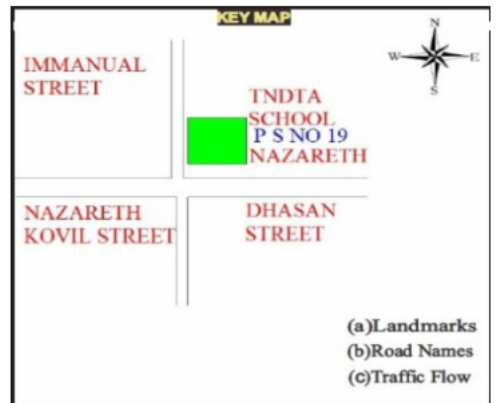 KEY MAP
N
W
E
S
IMMANUAL
STREET
TNDTA
SCHOOL
P S NO 19
NAZARETH
NAZARETH
KOVIL STREET
DHASAN
STREET
(a)Landmarks
(b)Road Names
(c)Traffic Flow